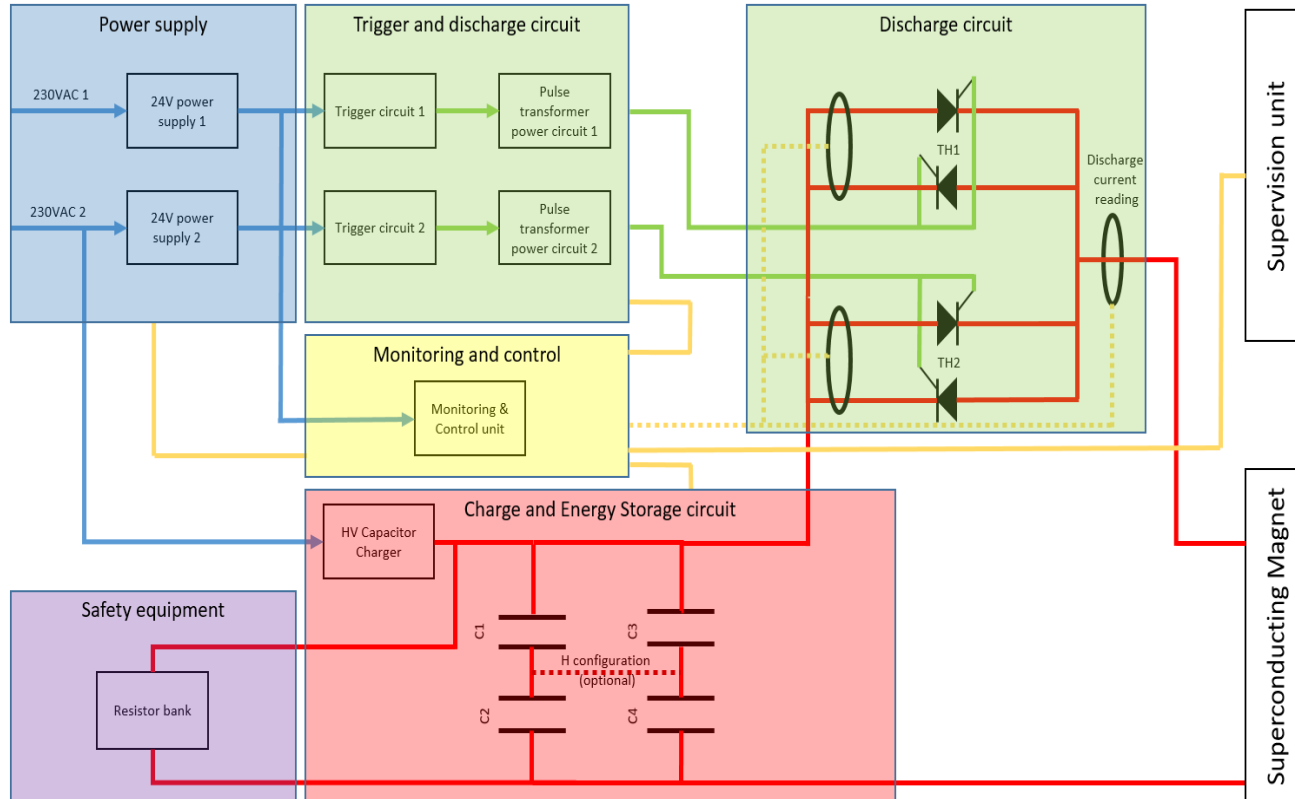 Power supply
230VAC 1
24V power
supply 1
230VAC 2
24V power
supply 2
Trigger and discharge circuit
Trigger circuit 1
Pulse
transformer
power circuit 1
Trigger circuit 2
Pulse
transformer
power circuit 2
Discharge circuit
TH1
Discharge
current
reading
TH2
Supervision unit
Monitoring and control
Monitoring &
Control unit
Charge and Energy Storage circuit
HV Capacitor
Charger
C1
C3
H configuration
(optional)
C2
C4
Safety equipment
Resistor bank
Superconducting Magnet